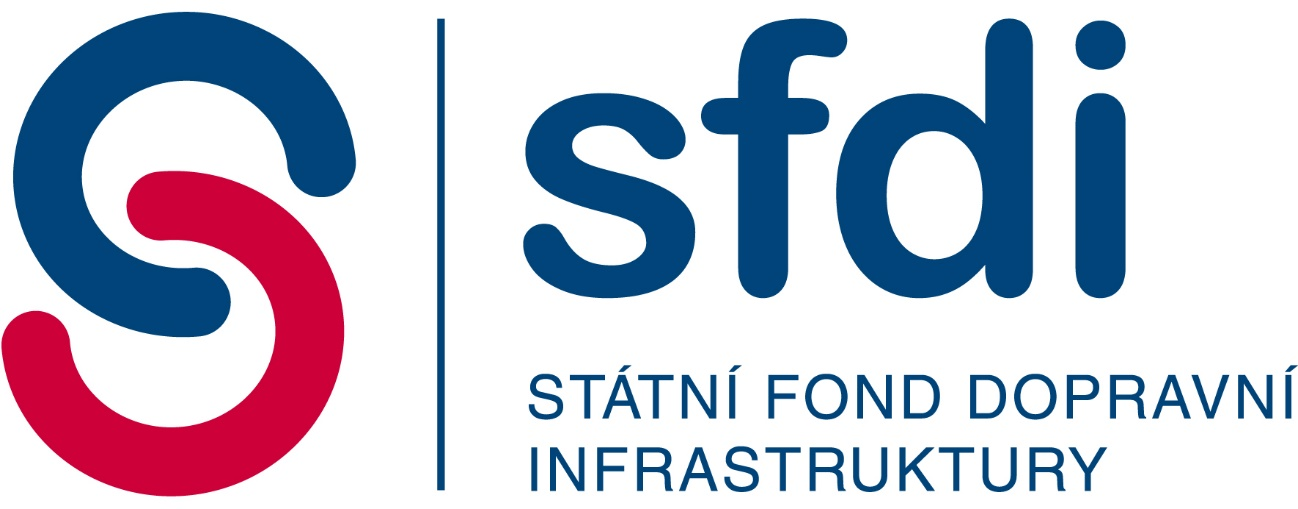 sfdi
STÁTNÍ FOND DOPRAVNÍ
INFRASTRUKTURY